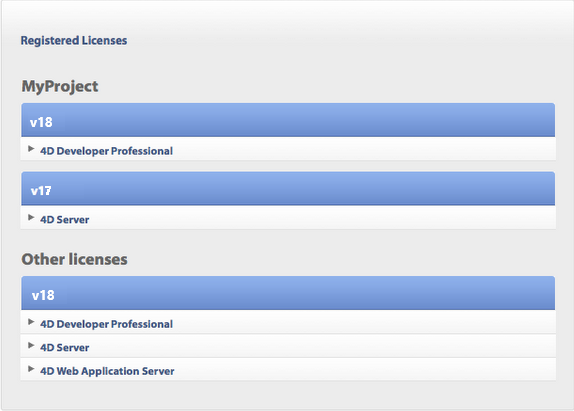 Registered Licenses
MyProject
v18
4D Developer Professional
v17
4D Server
Other licenses
v18
4D Developer Professional
4D Server
4D Web Application Server